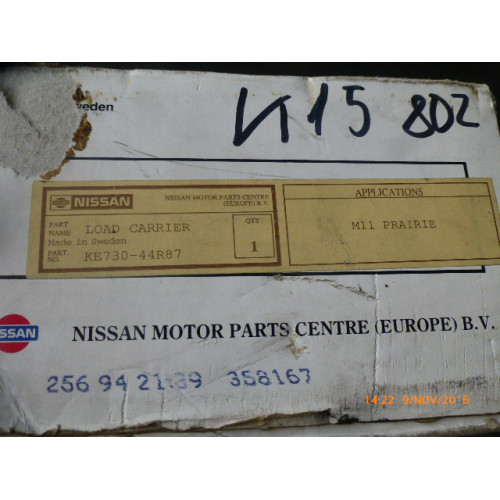 weden
K15 802
NISSAN
NISSAN MOTOR PARTS CENTRE
(EUROPE) B.V.
PART NAME LOAD CARRIER
Made in Sweden
PART. NO. KE730-44R87
QTY.
1
APPLICATIONS
M11 PRAIRIE
SSAN
NISSAN MOTOR PARTS CENTRE (EUROPE) B.V.
256 94 21:39 358167
14:22 9/NOV/2016